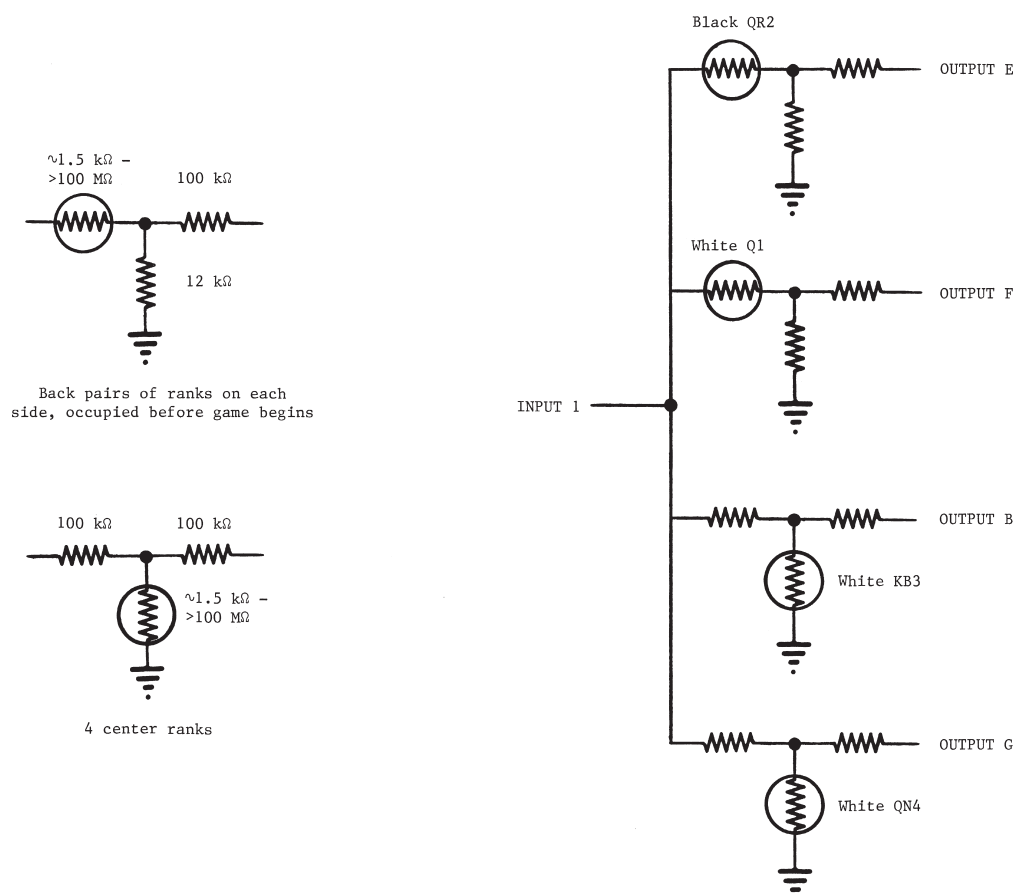 ∿1.5 kΩ –
>100 MΩ
100 kΩ
12 kΩ
Back pairs of ranks on each
side, occupied before game begins
100 kΩ
100 kΩ
∿1.5 kΩ –
>100 MΩ
4 center ranks
Black QR2
OUTPUT E
White Q1
OUTPUT F
INPUT 1
OUTPUT B
White KB3
OUTPUT G
White QN4